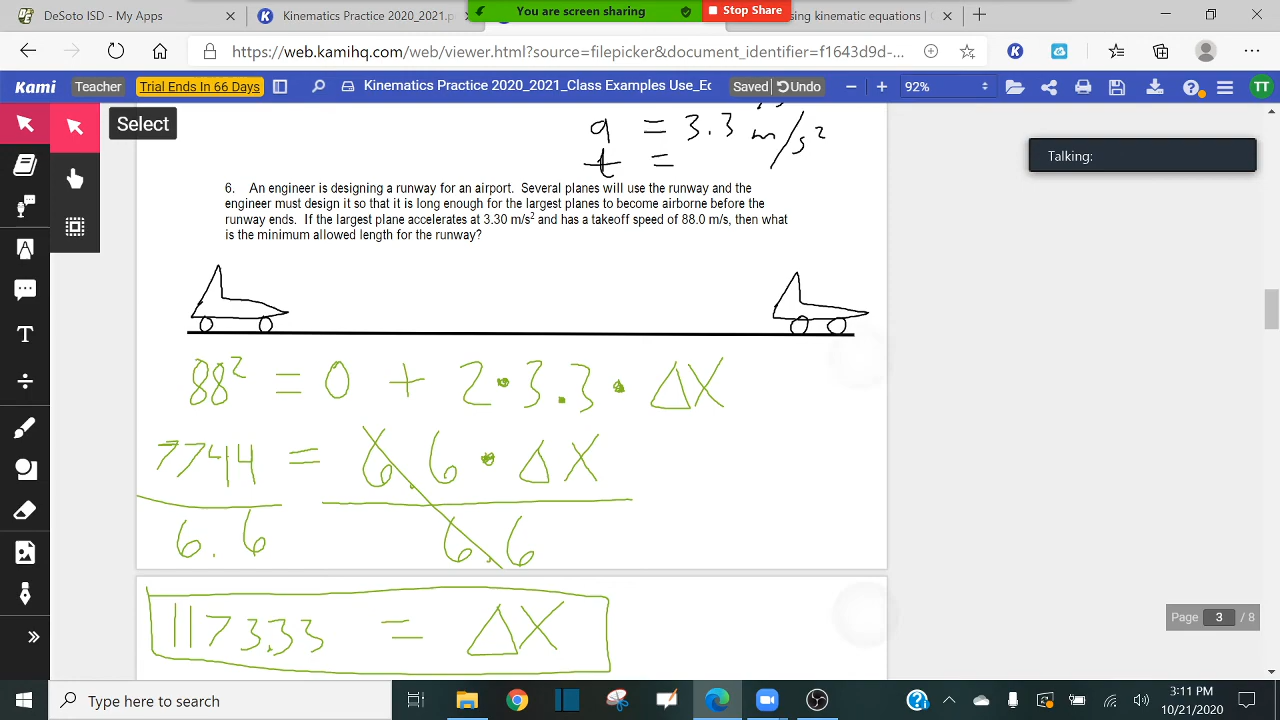 SD - My Apps
Kinematics Practice 2020_2021.p
You are screen sharing
Stop Share
sing kinematic equations (
https://web.kamihq.com/web/viewer.html?source=filepicker&document_identifier=f1643d9d-...
Kami Teacher Trial Ends In 66 Days Kinematics Practice 2020_2021_Class Examples Use_Ec Saved Undo 92% TT
Select
a = 3.3 m/s²
t =
Talking:
6. An engineer is designing a runway for an airport. Several planes will use the runway and the
engineer must design it so that it is long enough for the largest planes to become airborne before the
runway ends. If the largest plane accelerates at 3.30 m/s² and has a takeoff speed of 88.0 m/s, then what
is the minimum allowed length for the runway?
88² = 0 + 2 · 3.3 · ΔX
7744 = 6.6 · ΔX
6.6 6.6
1173.33 = ΔX
Page 3 / 8
Type here to search
3:11 PM
10/21/2020